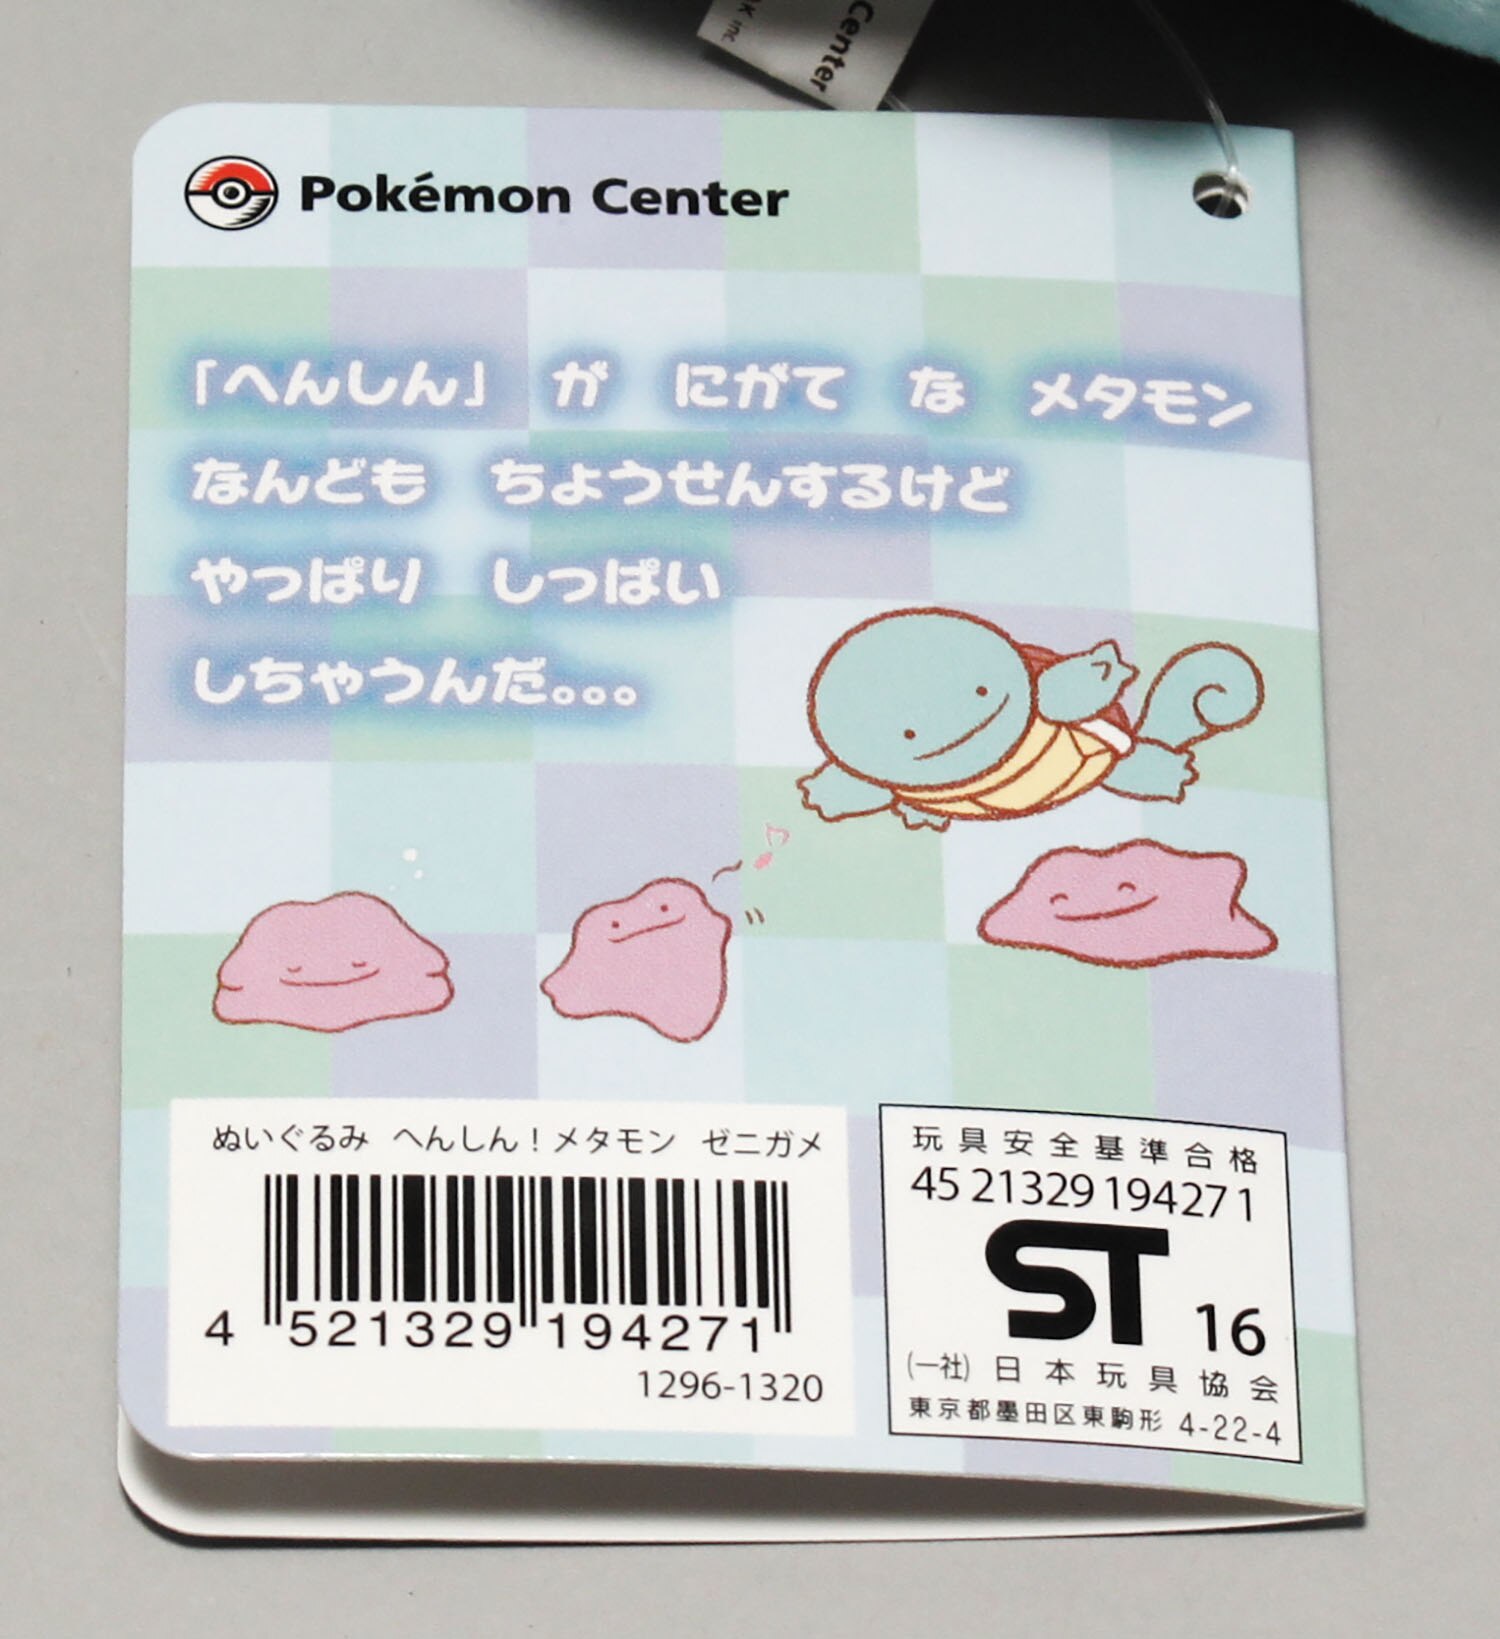 Center
K Inc.
Pokémon Center
「へんしん」 が にがて な メタモン
なんども ちょうせんするけど
やっぱり しっぱい
しちゃうんだ。。。
ぬいぐるみ へんしん！メタモン ゼニガメ
4 521329 194271
1296-1320
玩具安全基準合格
45 21329 19427 1
ST 16
(一社) 日本玩具協会
東京都墨田区東駒形 4-22-4